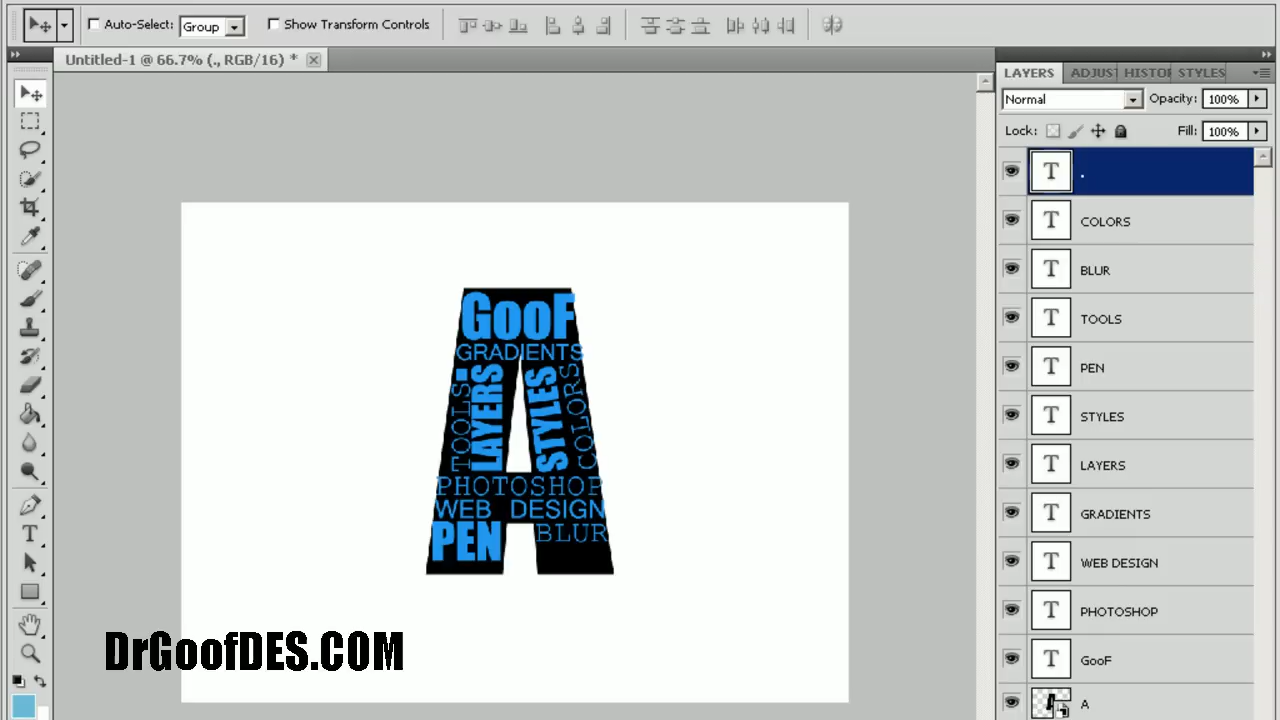 Auto-Select: Group Show Transform Controls
Untitled-1 @ 66.7% (., RGB/16) *
LAYERS ADJUS HISTOI STYLES
Normal Opacity: 100%
Lock: Fill: 100%
T .
T COLORS
T BLUR
T TOOLS
T PEN
T STYLES
T LAYERS
T GRADIENTS
T WEB DESIGN
T PHOTOSHOP
T GooF
A
GooF
GRADIENTS
TOOLS.
LAYERS
STYLES
COLORS
PHOTOSHOP
WEB DESIGN
PEN
BLUR
T
DrGoofDES.COM